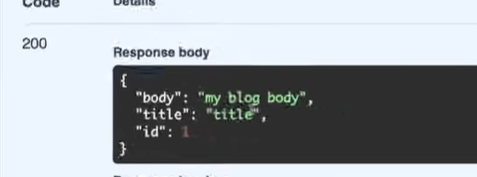 Code Details
200
Response body
{
"body": "my blog body",
"title": "title",
"id": 1
}